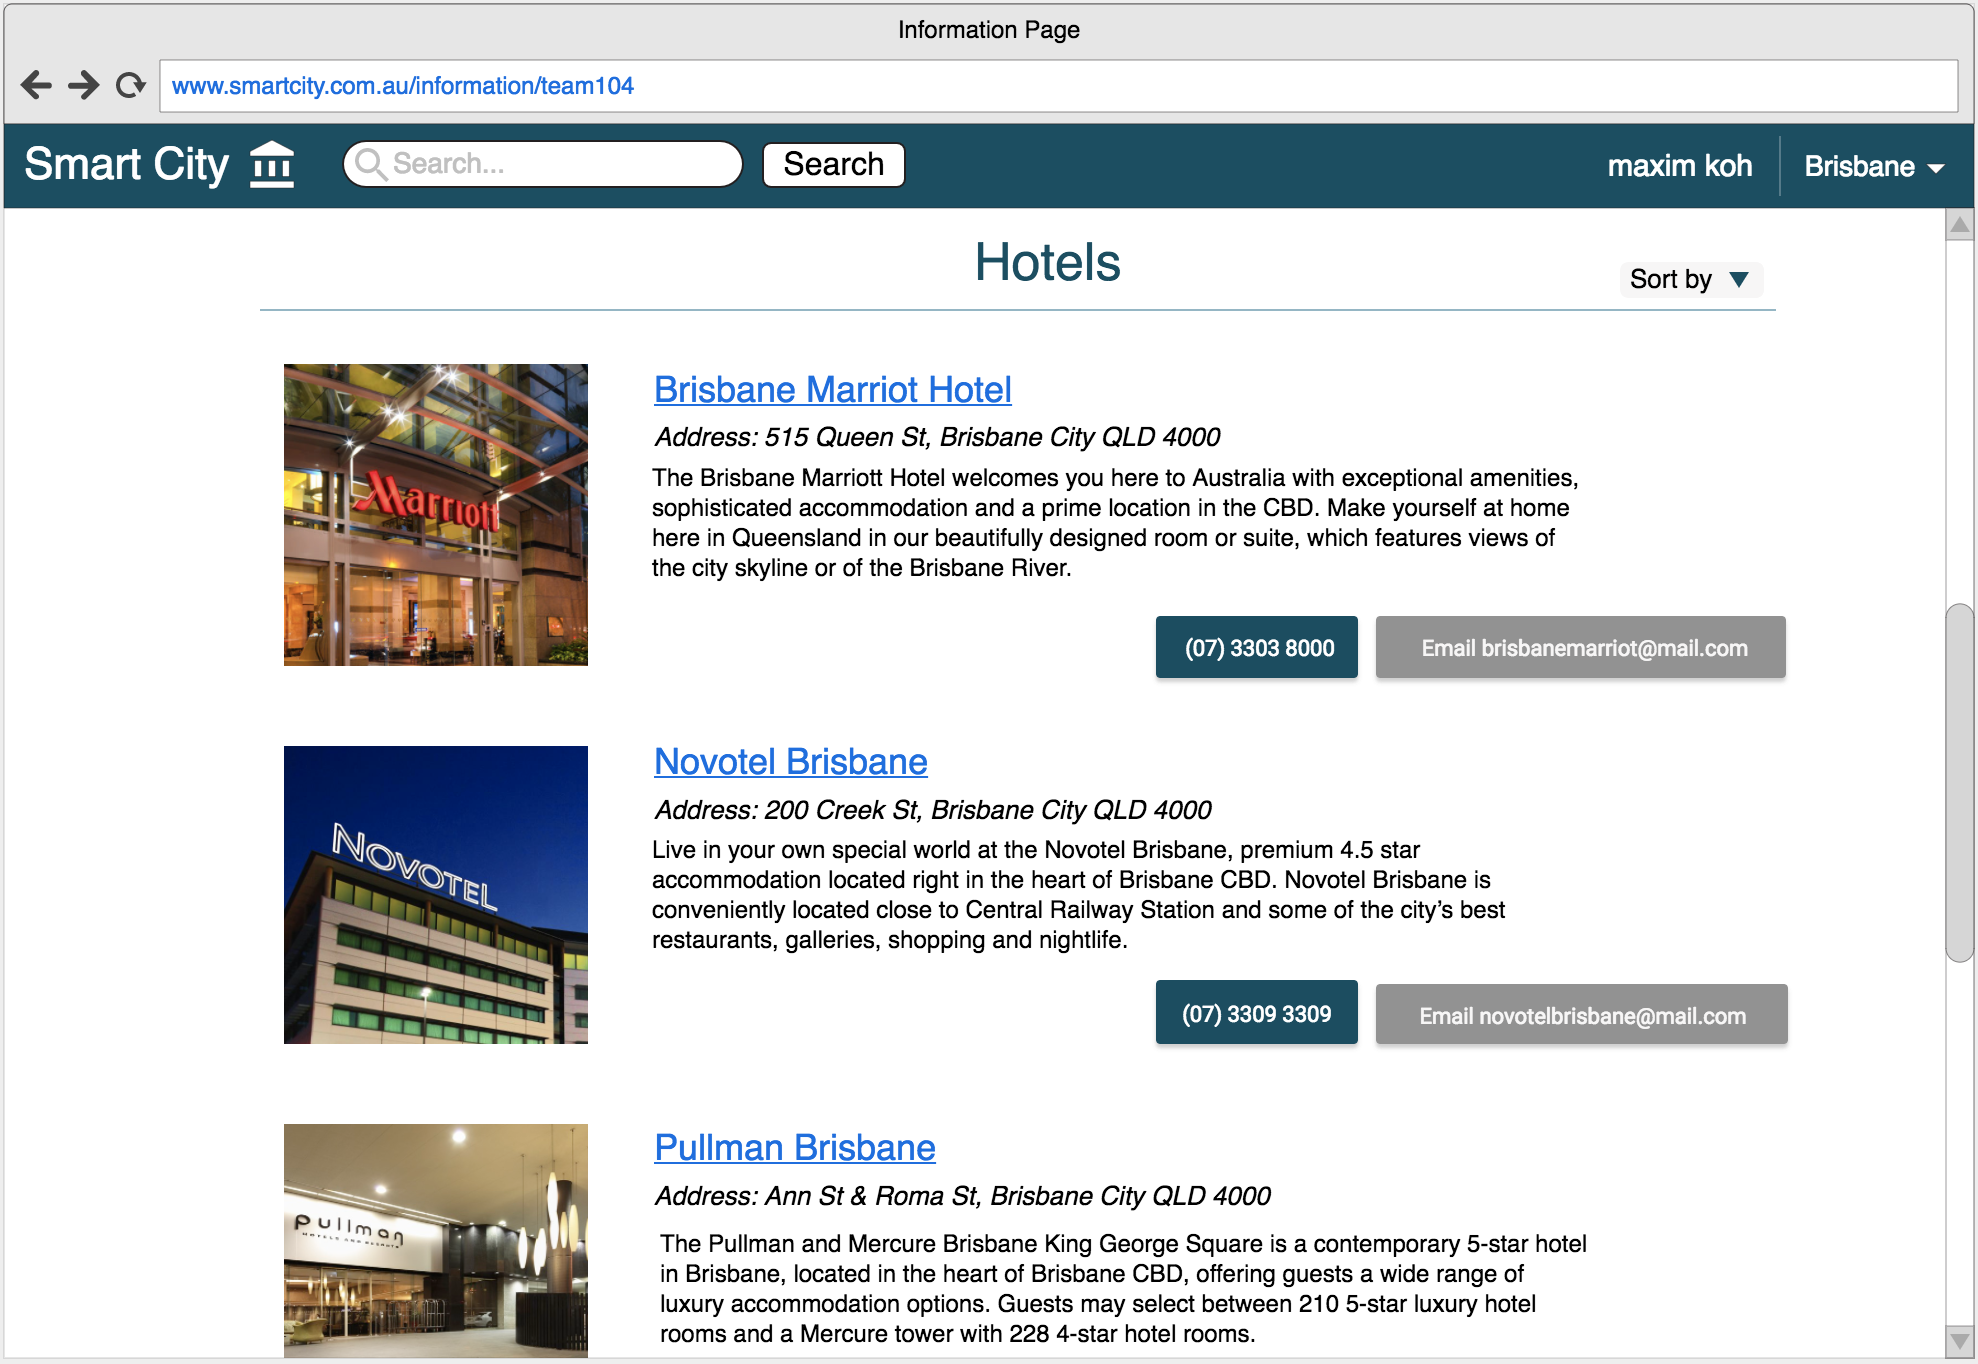 Information Page
www.smartcity.com.au/information/team104
Smart City
Search...
Search
maxim koh
Brisbane
Hotels
Sort by
Marriott
Brisbane Marriot Hotel
Address: 515 Queen St, Brisbane City QLD 4000
The Brisbane Marriott Hotel welcomes you here to Australia with exceptional amenities,
sophisticated accommodation and a prime location in the CBD. Make yourself at home
here in Queensland in our beautifully designed room or suite, which features views of
the city skyline or of the Brisbane River.
(07) 3303 8000
Email brisbanemarriot@mail.com
NOVOTEL
Novotel Brisbane
Address: 200 Creek St, Brisbane City QLD 4000
Live in your own special world at the Novotel Brisbane, premium 4.5 star
accommodation located right in the heart of Brisbane CBD. Novotel Brisbane is
conveniently located close to Central Railway Station and some of the city’s best
restaurants, galleries, shopping and nightlife.
(07) 3309 3309
Email novotelbrisbane@mail.com
pullman
HOTELS AND RESORTS
Pullman Brisbane
Address: Ann St & Roma St, Brisbane City QLD 4000
The Pullman and Mercure Brisbane King George Square is a contemporary 5-star hotel
in Brisbane, located in the heart of Brisbane CBD, offering guests a wide range of
luxury accommodation options. Guests may select between 210 5-star luxury hotel
rooms and a Mercure tower with 228 4-star hotel rooms.